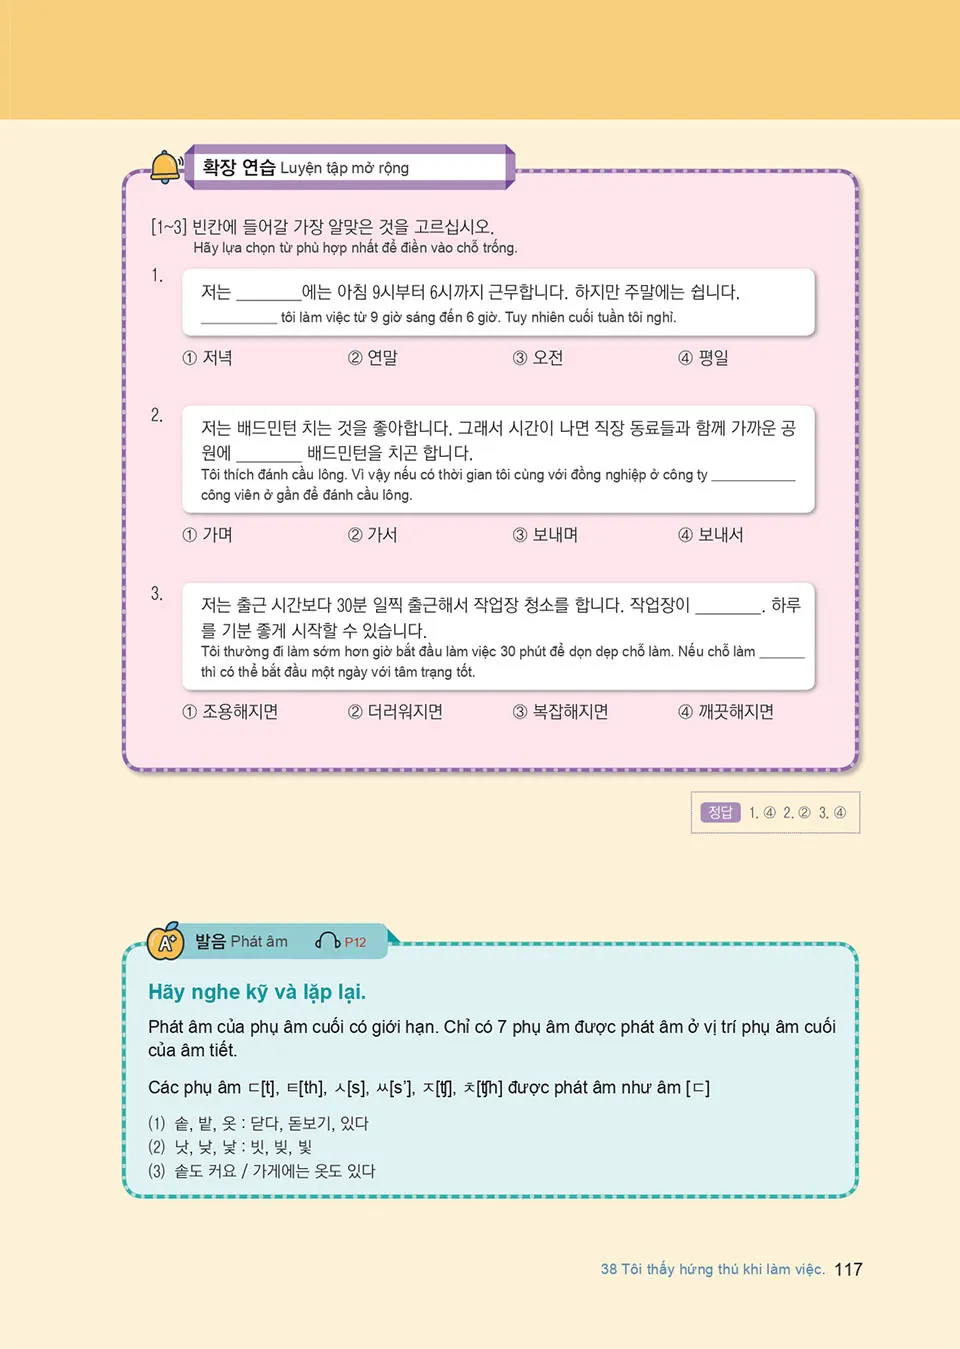 확장 연습 Luyện tập mở rộng
[1~3] 빈칸에 들어갈 가장 알맞은 것을 고르십시오.
Hãy lựa chọn từ phù hợp nhất để điền vào chỗ trống.
1.
저는 ________에는 아침 9시부터 6시까지 근무합니다. 하지만 주말에는 쉽니다.
___________ tôi làm việc từ 9 giờ sáng đến 6 giờ. Tuy nhiên cuối tuần tôi nghỉ.
① 저녁 ② 연말 ③ 오전 ④ 평일
2.
저는 배드민턴 치는 것을 좋아합니다. 그래서 시간이 나면 직장 동료들과 함께 가까운 공
원에 ________ 배드민턴을 치곤 합니다.
Tôi thích đánh cầu lông. Vì vậy nếu có thời gian tôi cùng với đồng nghiệp ở công ty ____________
công viên ở gần để đánh cầu lông.
① 가며 ② 가서 ③ 보내며 ④ 보내서
3.
저는 출근 시간보다 30분 일찍 출근해서 작업장 청소를 합니다. 작업장이 ________. 하루
를 기분 좋게 시작할 수 있습니다.
Tôi thường đi làm sớm hơn giờ bắt đầu làm việc 30 phút để dọn dẹp chỗ làm. Nếu chỗ làm ______
thì có thể bắt đầu một ngày với tâm trạng tốt.
① 조용해지면 ② 더러워지면 ③ 복잡해지면 ④ 깨끗해지면
정답 1. ④ 2. ② 3. ④
A+ 발음 Phát âm P12
Hãy nghe kỹ và lặp lại.
Phát âm của phụ âm cuối có giới hạn. Chỉ có 7 phụ âm được phát âm ở vị trí phụ âm cuối
của âm tiết.
Các phụ âm ㄷ[t], ㅌ[th], ㅅ[s], ㅆ[s’], ㅈ[ʧ], ㅊ[ʧh] được phát âm như âm [ㄷ]
(1) 솥, 밭, 옷 : 닫다, 돋보기, 있다
(2) 낫, 낮, 낯 : 빗, 빚, 빛
(3) 솥도 커요 / 가게에는 옷도 있다
38 Tôi thấy hứng thú khi làm việc. 117